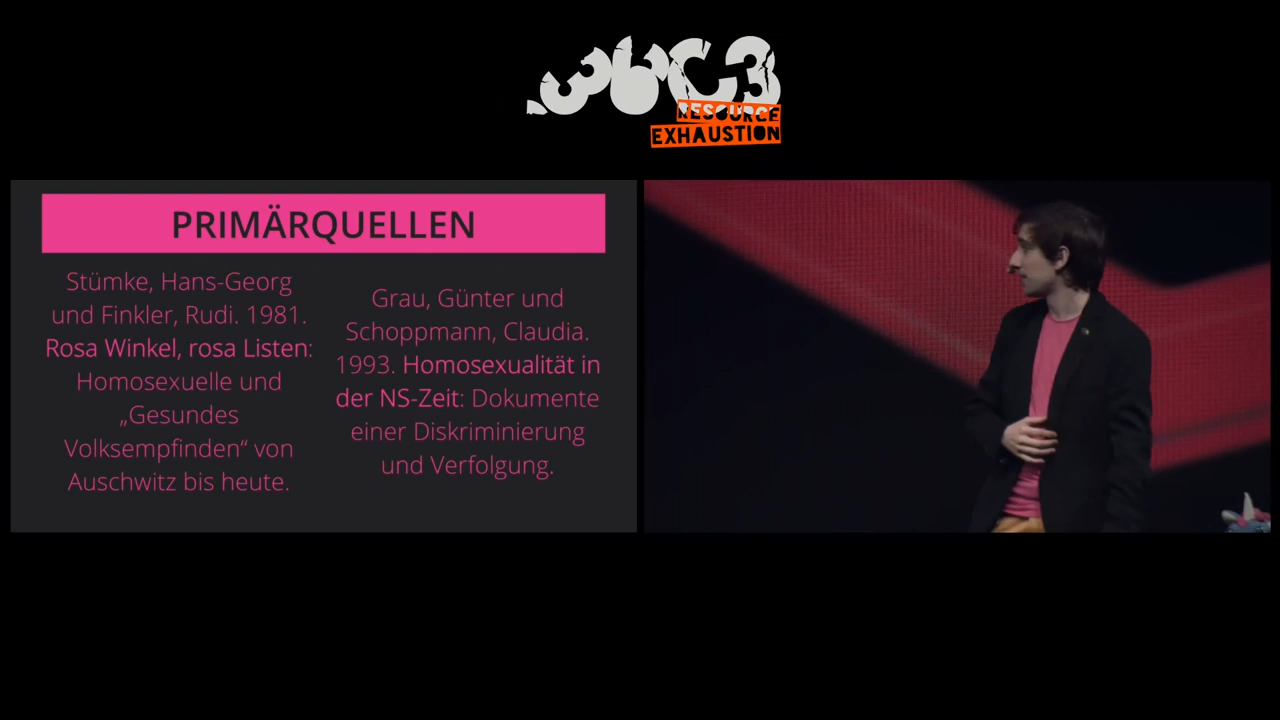 36C3
RESOURCE
EXHAUSTION
PRIMÄRQUELLEN
Stümke, Hans-Georg
und Finkler, Rudi. 1981.
Rosa Winkel, rosa Listen:
Homosexuelle und
„Gesundes
Volksempfinden“ von
Auschwitz bis heute.
Grau, Günter und
Schoppmann, Claudia.
1993. Homosexualität in
der NS-Zeit: Dokumente
einer Diskriminierung
und Verfolgung.